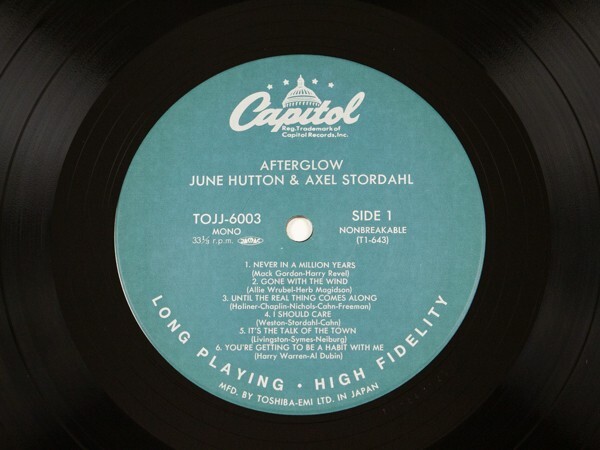 Capitol
Reg. Trademark of
Capitol Records, Inc.
AFTERGLOW
JUNE HUTTON & AXEL STORDAHL
TOJJ-6003
MONO
33⅓ r.p.m.
SIDE 1
NONBREAKABLE
(T1-643)
1. NEVER IN A MILLION YEARS
(Mack Gordon-Harry Revel)
2. GONE WITH THE WIND
(Allie Wrubel-Herb Magidson)
3. UNTIL THE REAL THING COMES ALONG
(Holiner-Chaplin-Nichols-Cahn-Freeman)
4. I SHOULD CARE
(Weston-Stordahl-Cahn)
5. IT'S THE TALK OF THE TOWN
(Livingston-Symes-Neiburg)
6. YOU'RE GETTING TO BE A HABIT WITH ME
(Harry Warren-Al Dubin)
LONG PLAYING · HIGH FIDELITY
MFD. BY TOSHIBA-EMI LTD. IN JAPAN